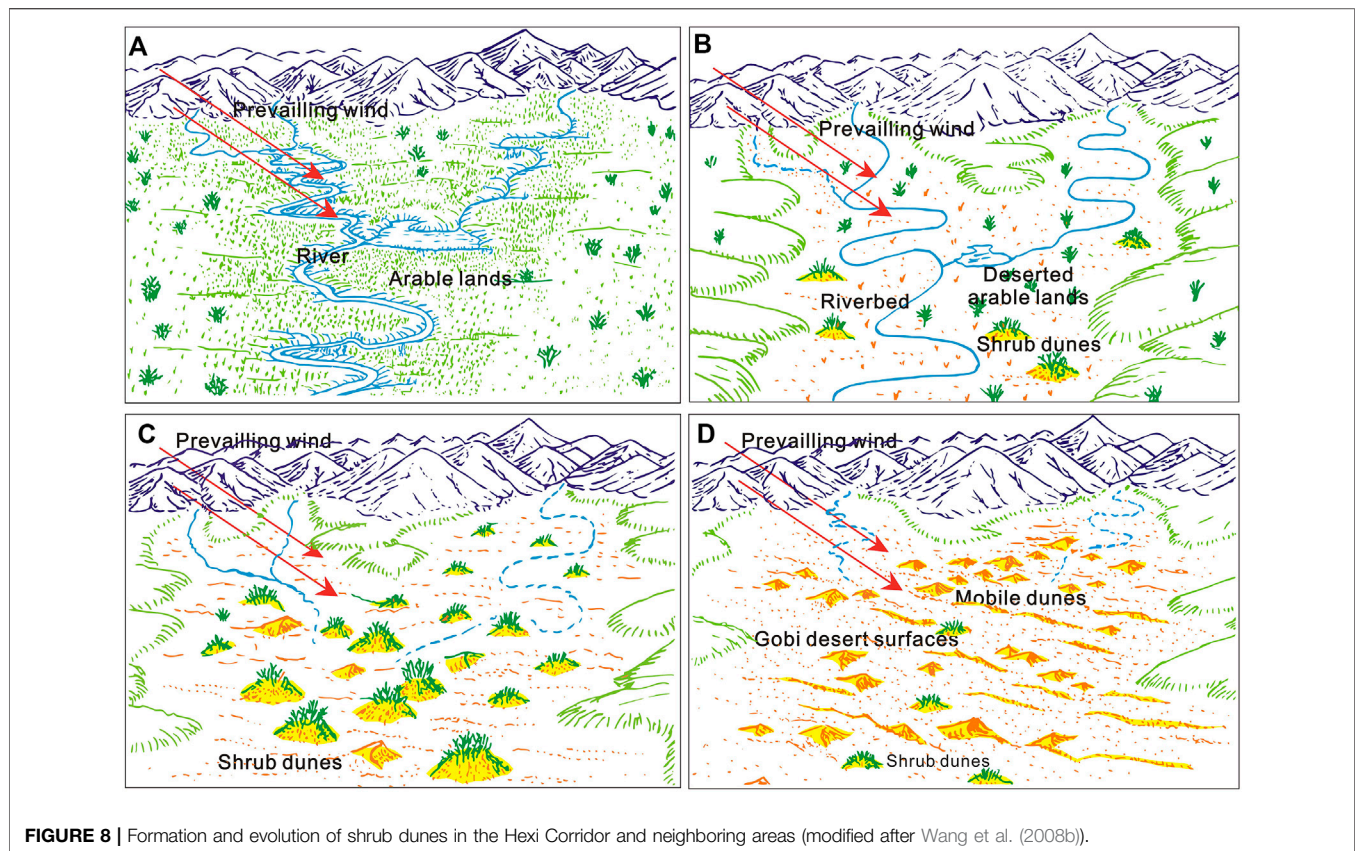 A
Prevailling wind
River
Arable lands
B
Prevailling wind
Deserted
arable lands
Riverbed
Shrub dunes
C
Prevailling wind
Shrub dunes
D
Prevailling wind
Mobile dunes
Gobi desert surfaces
Shrub dunes
FIGURE 8 | Formation and evolution of shrub dunes in the Hexi Corridor and neighboring areas (modified after Wang et al. (2008b)).